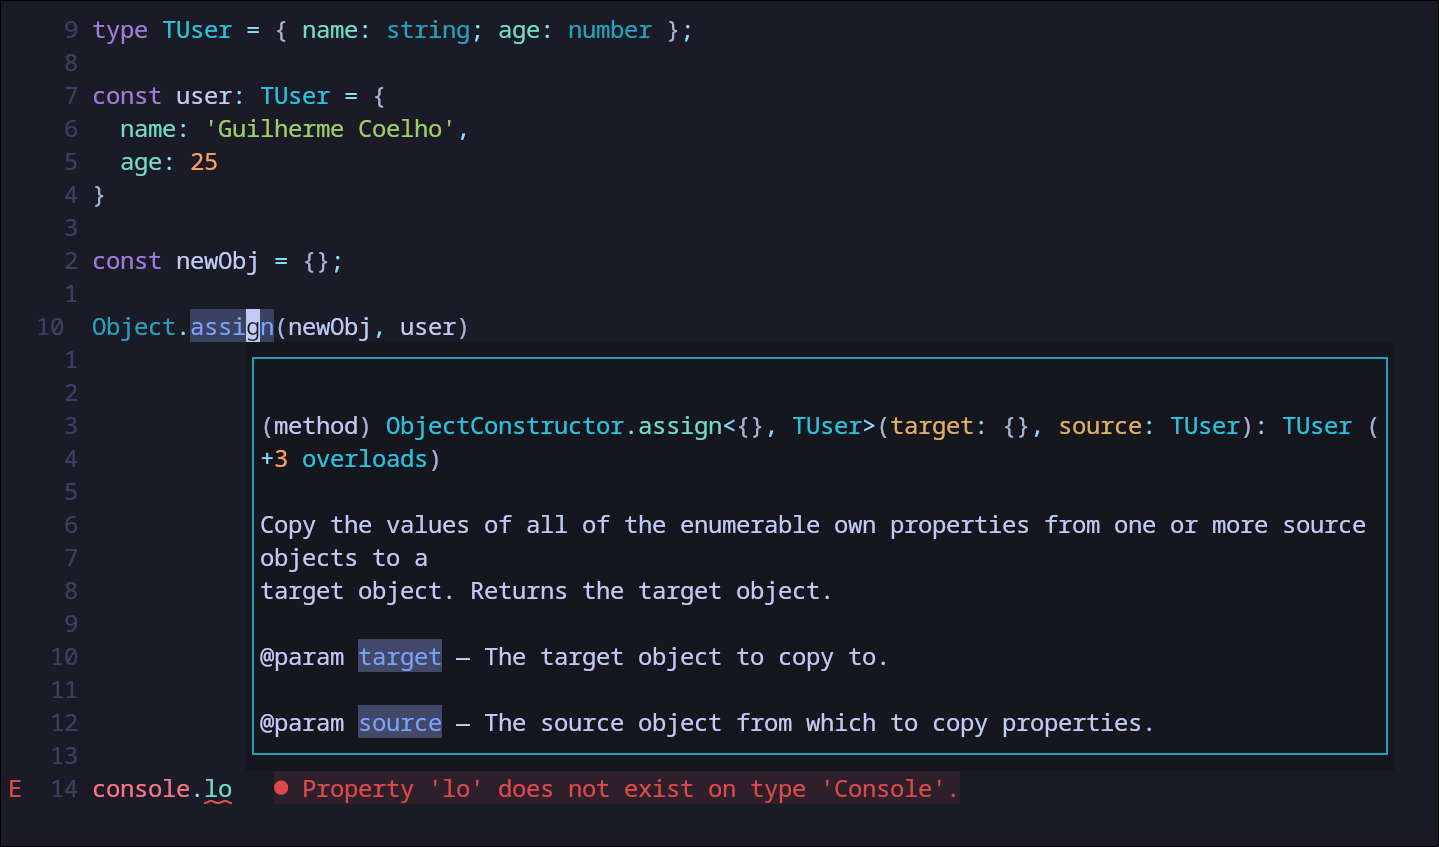 9 type TUser = { name: string; age: number };
8
7 const user: TUser = {
6   name: 'Guilherme Coelho',
5   age: 25
4 }
3
2 const newObj = {};
1
10 Object.assign(newObj, user)
1
2
3 (method) ObjectConstructor.assign<{}, TUser>(target: {}, source: TUser): TUser (
4 +3 overloads)
5
6 Copy the values of all of the enumerable own properties from one or more source
7 objects to a
8 target object. Returns the target object.
9
10 @param target — The target object to copy to.
11
12 @param source — The source object from which to copy properties.
13
E 14 console.lo ● Property 'lo' does not exist on type 'Console'.